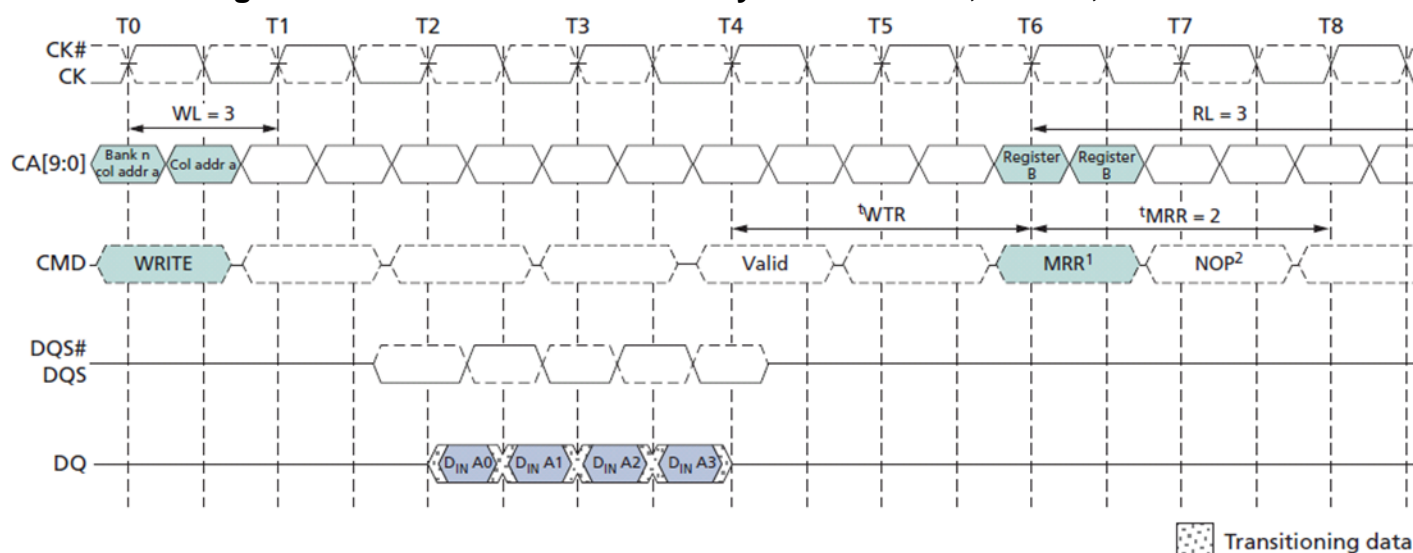 T0 T1 T2 T3 T4 T5 T6 T7 T8
CK#
CK
WL = 3 RL = 3
CA[9:0] Bank n col addr a Col addr a Register B Register B
tWTR tMRR = 2
CMD WRITE Valid MRR1 NOP2
DQS#
DQS
DQ DIN A0 DIN A1 DIN A2 DIN A3
Transitioning data